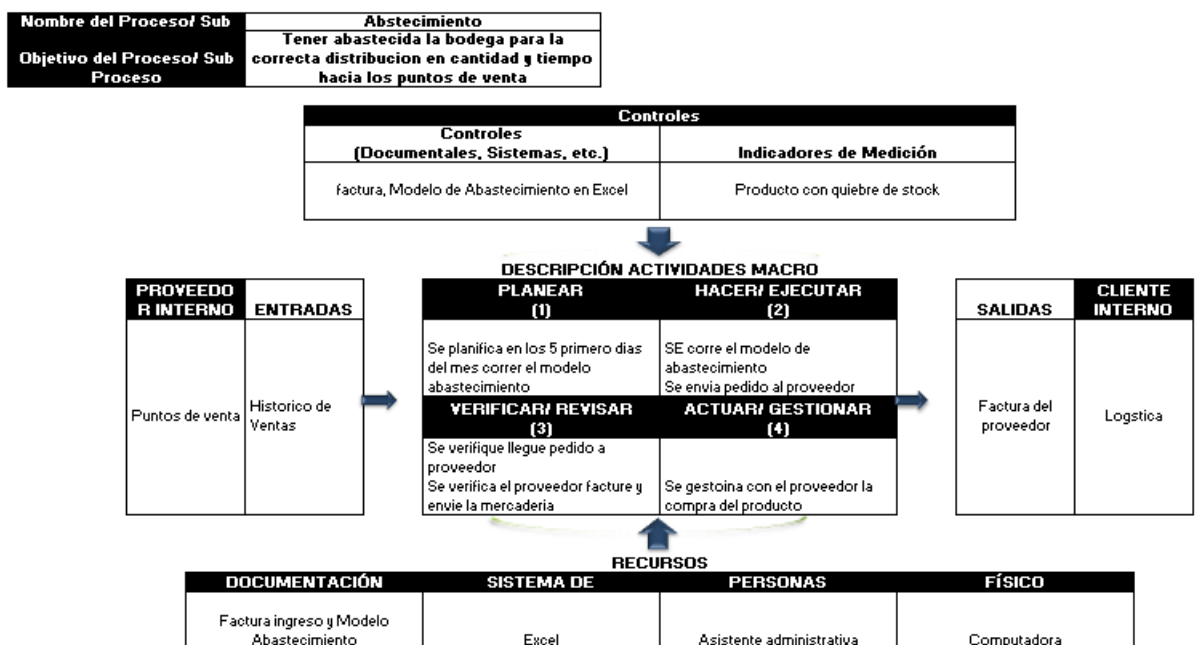 Nombre del Proceso/ Sub
Abstecimiento
Objetivo del Proceso/ Sub
Proceso
Tener abastecida la bodega para la
correcta distribucion en cantidad y tiempo
hacia los puntos de venta
Controles
Controles
(Documentales, Sistemas, etc.)
Indicadores de Medición
factura, Modelo de Abastecimiento en Excel
Producto con quiebre de stock
DESCRIPCIÓN ACTIVIDADES MACRO
PROVEEDO
R INTERNO
ENTRADAS
Puntos de venta
Historico de
Ventas
PLANEAR
(1)
HACER/ EJECUTAR
(2)
Se planifica en los 5 primero dias
del mes correr el modelo
abastecimiento
SE corre el modelo de
abastecimiento
Se envia pedido al proveedor
VERIFICAR/ REVISAR
(3)
ACTUAR/ GESTIONAR
(4)
Se verifique llegue pedido a
proveedor
Se verifica el proveedor facture y
envie la mercaderia
Se gestoina con el proveedor la
compra del producto
SALIDAS
CLIENTE
INTERNO
Factura del
proveedor
Logstica
RECURSOS
DOCUMENTACIÓN
SISTEMA DE
PERSONAS
FÍSICO
Factura ingreso y Modelo
Abastecimiento
Excel
Asistente administrativa
Computadora